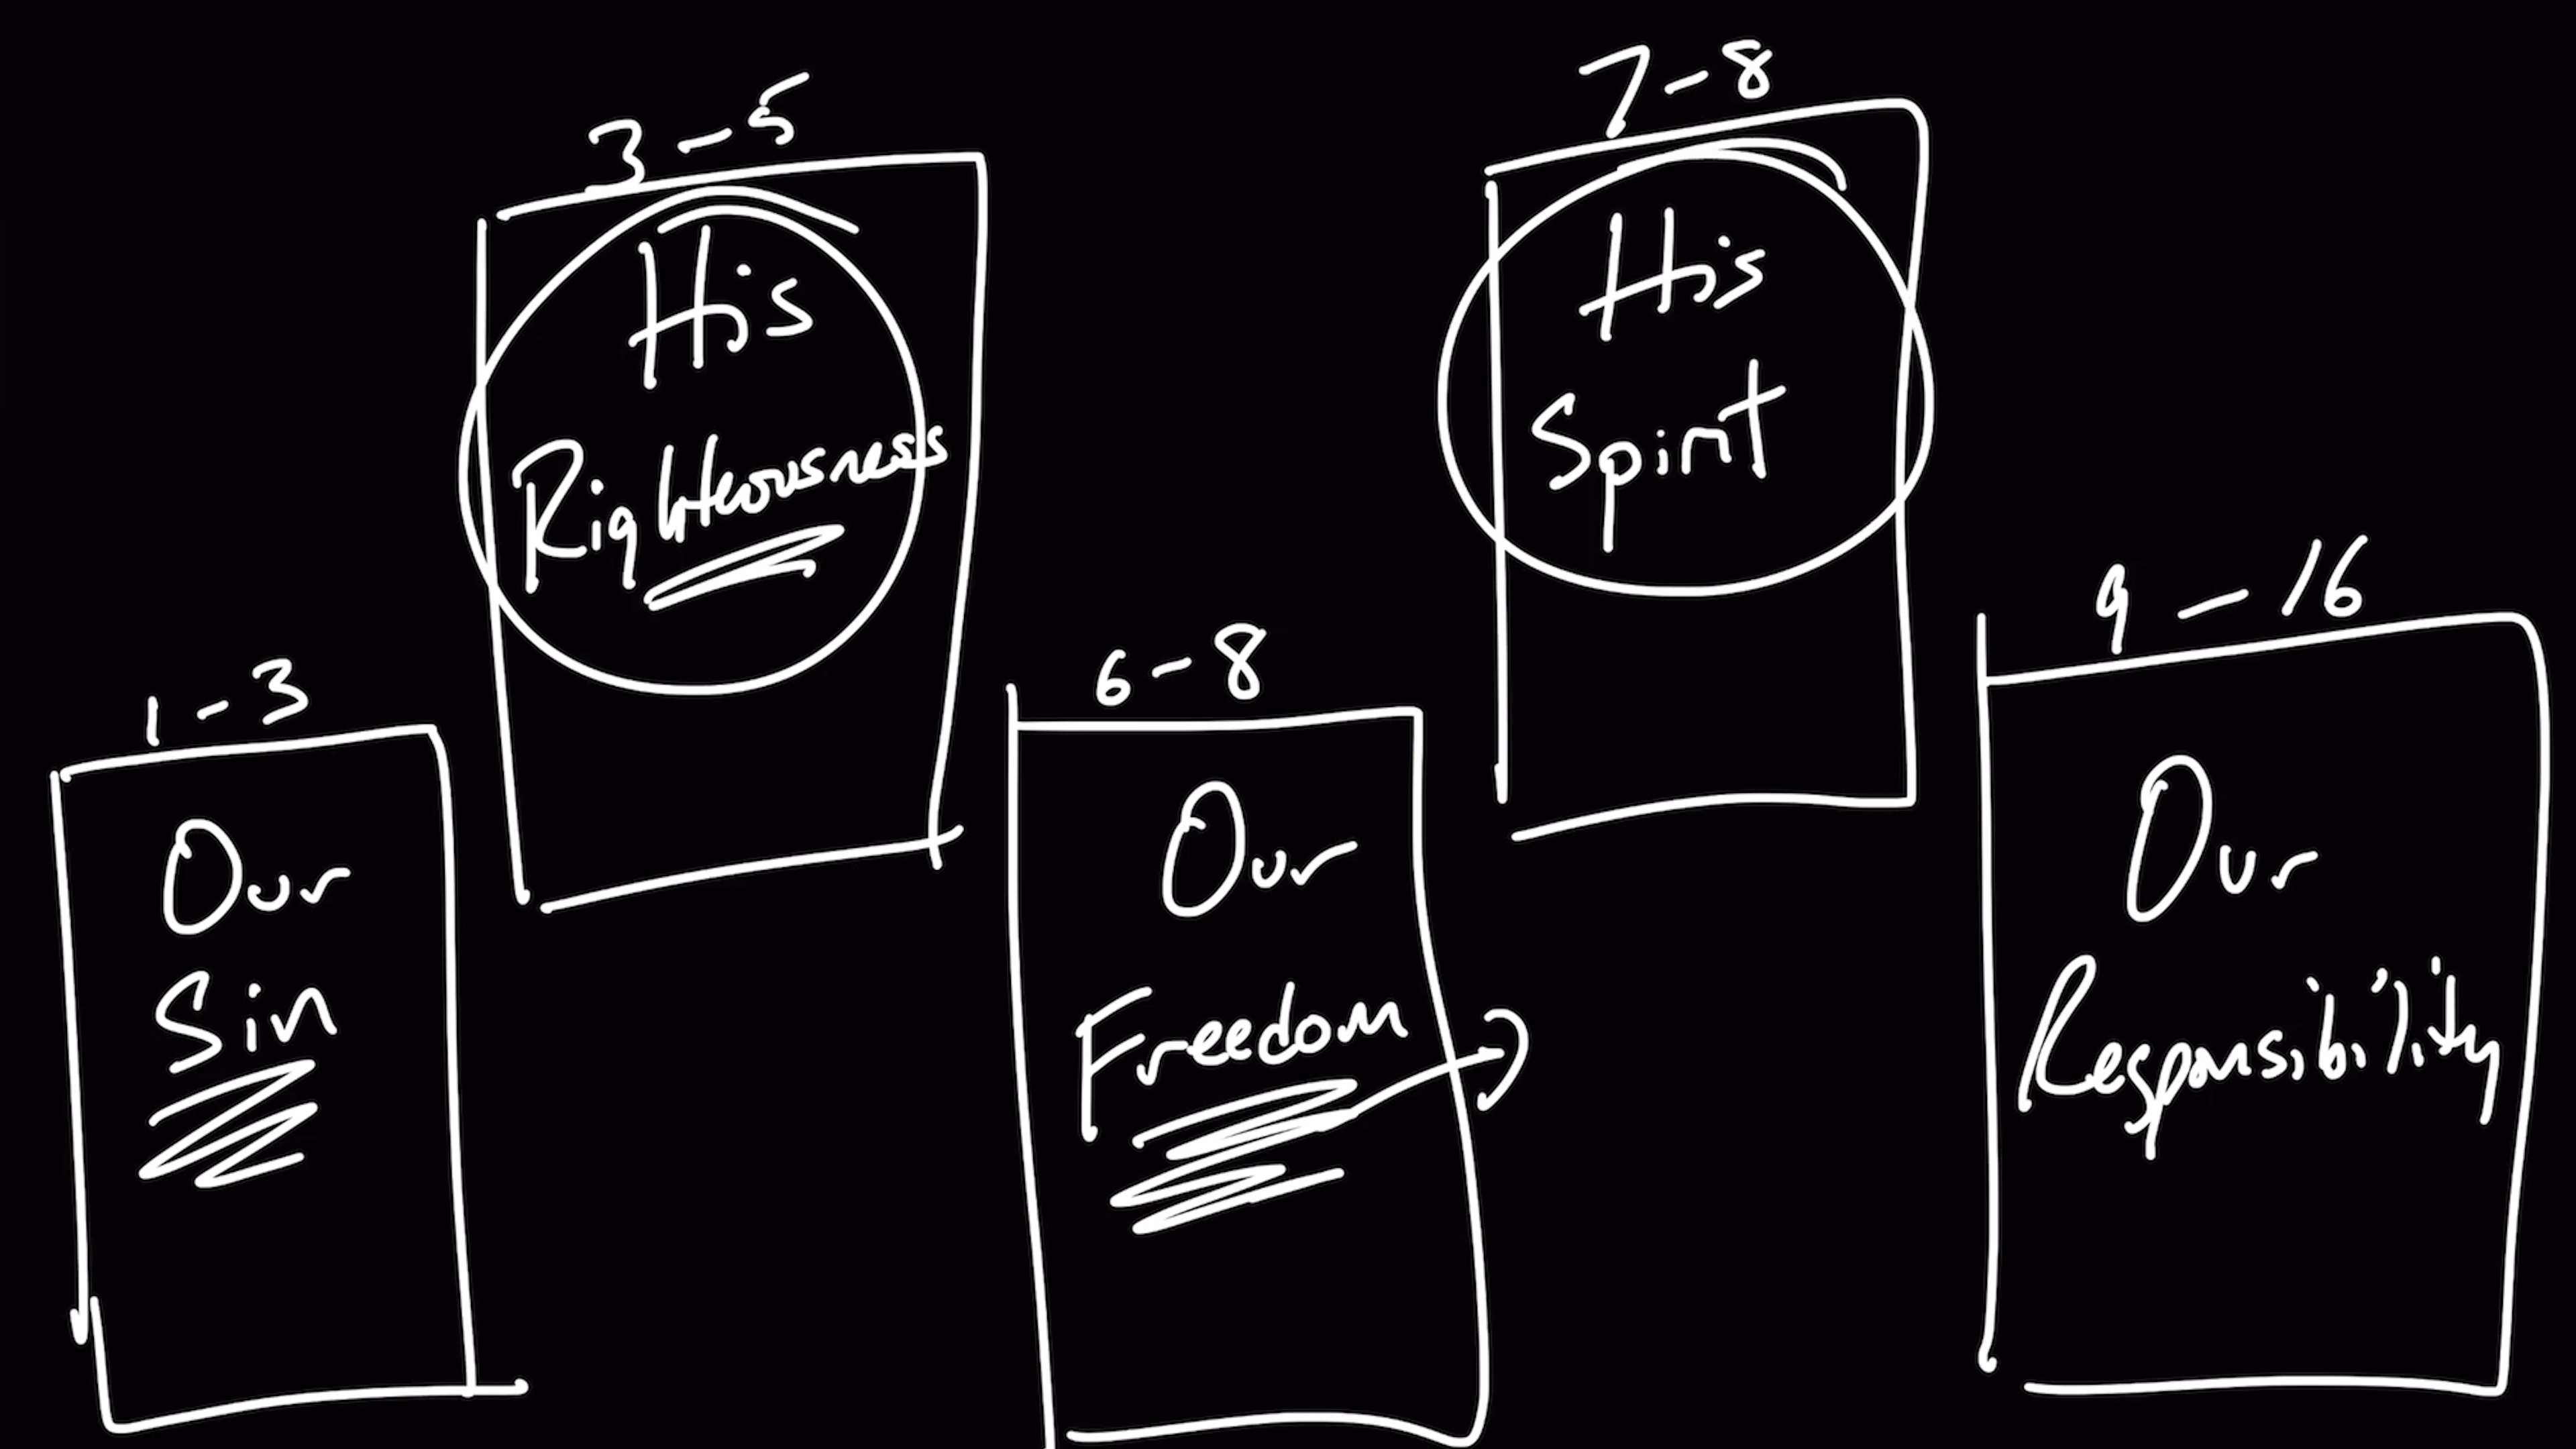 1-3
Our
Sin
3-5
His
Righteousness
6-8
Our
Freedom
7-8
His
Spirit
9-16
Our
Responsibility